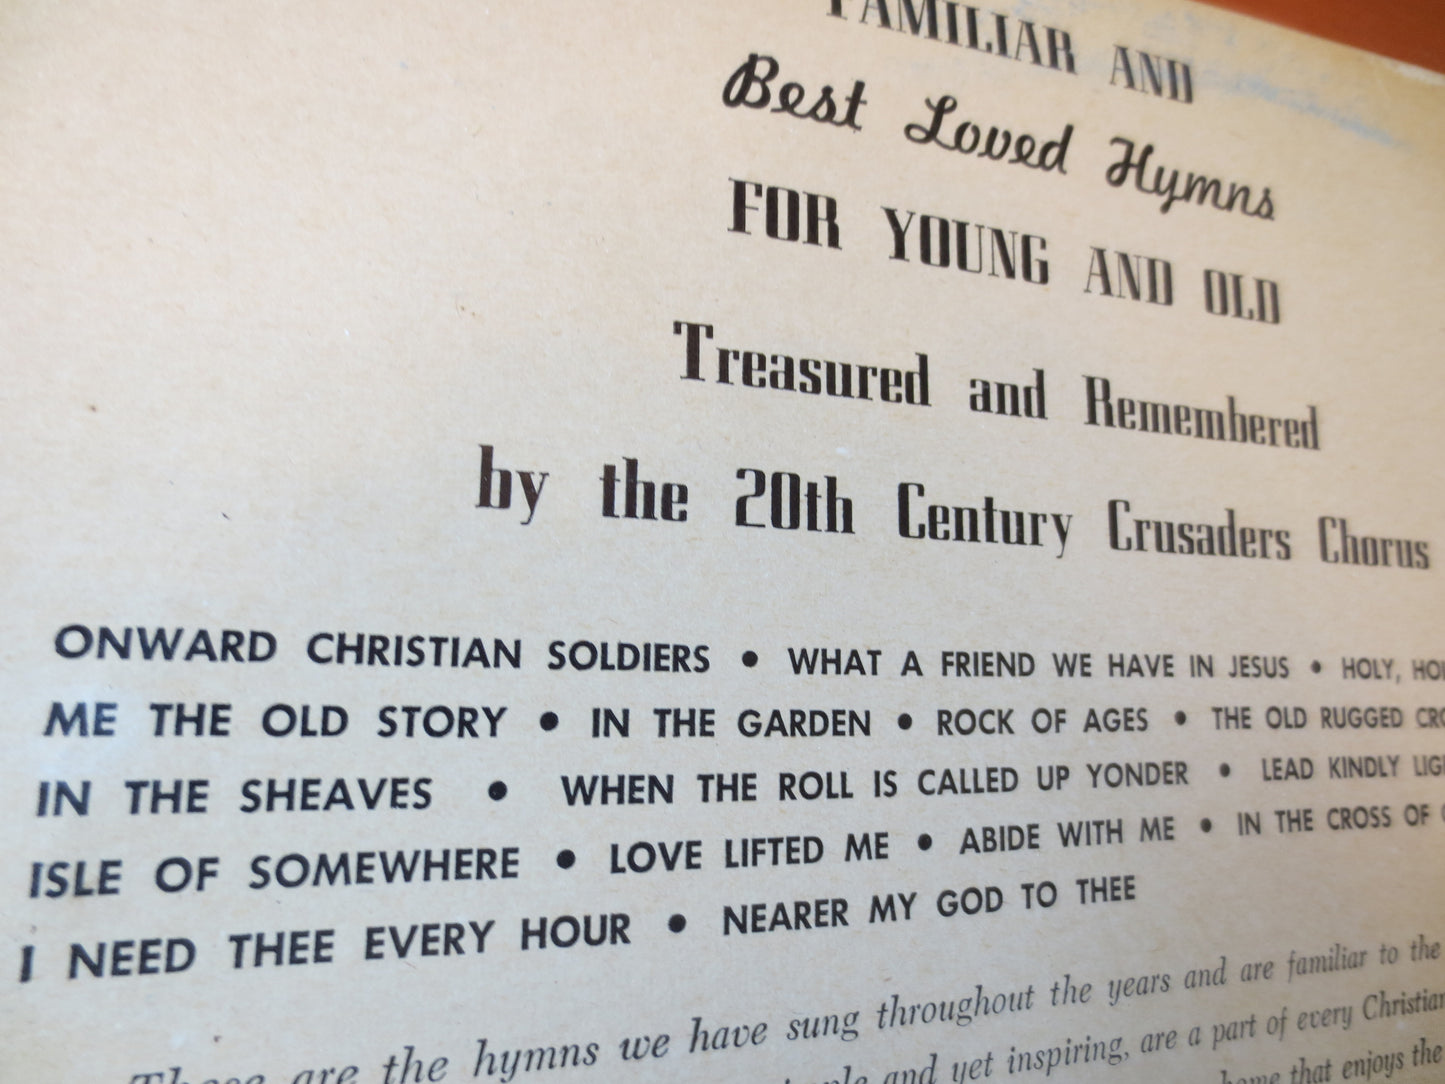 FAMILIAR AND
Best Loved Hymns
FOR YOUNG AND OLD
Treasured and Remembered
by the 20th Century Crusaders Chorus
ONWARD CHRISTIAN SOLDIERS • WHAT A FRIEND WE HAVE IN JESUS • HOLY,
ME THE OLD STORY • IN THE GARDEN • ROCK OF AGES • THE OLD RUGGED
IN THE SHEAVES • WHEN THE ROLL IS CALLED UP YONDER • LEAD KINDLY
ISLE OF SOMEWHERE • LOVE LIFTED ME • ABIDE WITH ME • IN THE CROSS OF
I NEED THEE EVERY HOUR • NEARER MY GOD TO THEE
These are the hymns we have sung throughout the years and are familiar to the
and yet inspiring, are a part of every Christian
home that enjoys the